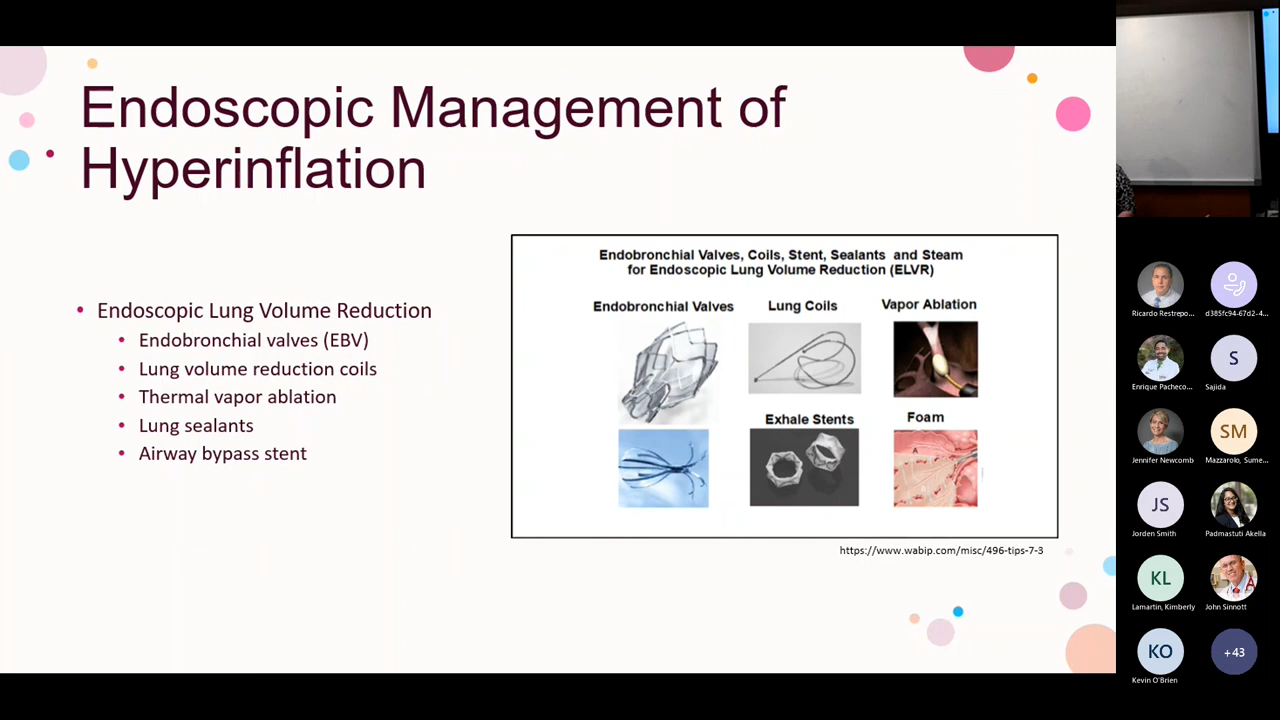 Endoscopic Management of
Hyperinflation
• Endoscopic Lung Volume Reduction
• Endobronchial valves (EBV)
• Lung volume reduction coils
• Thermal vapor ablation
• Lung sealants
• Airway bypass stent
Endobronchial Valves, Coils, Stent, Sealants and Steam
for Endoscopic Lung Volume Reduction (ELVR)
Endobronchial Valves
Lung Coils
Vapor Ablation
Exhale Stents
Foam
A
https://www.wabip.com/misc/496-tips-7-3
Ricardo Restrepo...
d385fc94-67d2-4...
Enrique Pacheco...
S
Sajida
Jennifer Newcomb
SM
Mazzarolo, Sume...
JS
Jorden Smith
Padmastuti Akella
KL
Lamartin, Kimberly
A
John Sinnott
KO
Kevin O'Brien
+43